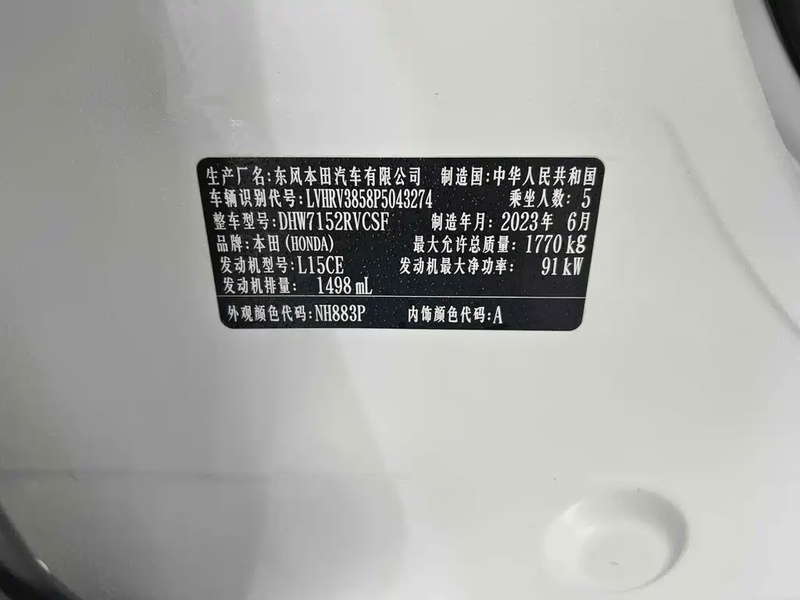 生产厂名:东风本田汽车有限公司 制造国:中华人民共和国
车辆识别代号:LVHRV3858P5043274 乘坐人数: 5
整车型号:DHW7152RVCSF 制造年月:2023年 6月
品牌:本田(HONDA) 最大允许总质量:1770kg
发动机型号:L15CE 发动机最大净功率: 91kW
发动机排量: 1498mL
外观颜色代码:NH883P 内饰颜色代码:A